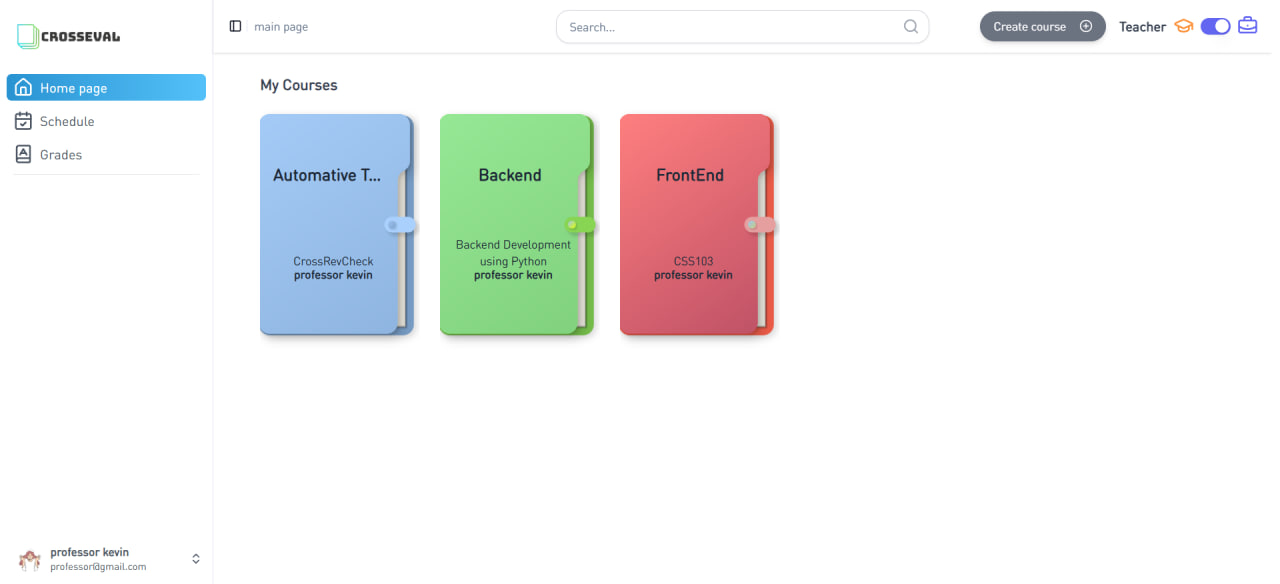 CROSSEVAL
main page
Search...
Create course
Teacher
Home page
Schedule
Grades
My Courses
Automative T...
CrossRevCheck
professor kevin
Backend
Backend Development
using Python
professor kevin
FrontEnd
CSS103
professor kevin
professor kevin
professor@gmail.com